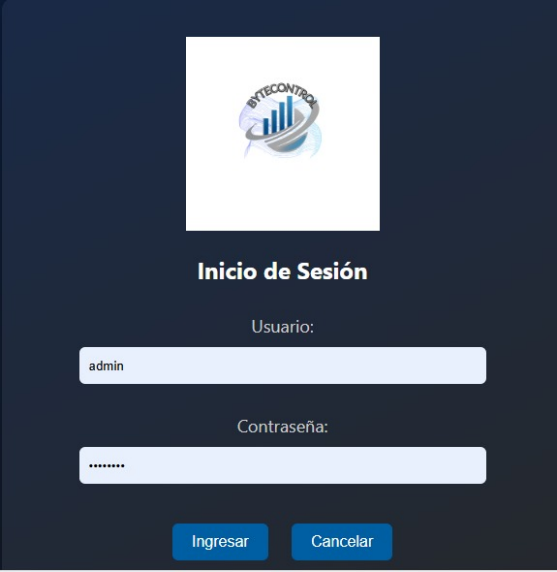 BYTECONTROL
Inicio de Sesión
Usuario:
admin
Contraseña:
••••••••
Ingresar
Cancelar